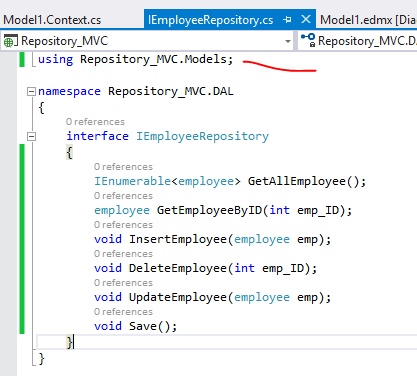 Model1.Context.cs IEmployeeRepository.cs Model1.edmx [Dia
Repository_MVC Repository_MVC.DA
using Repository_MVC.Models;
namespace Repository_MVC.DAL
{
0 references
interface IEmployeeRepository
{
0 references
IEnumerable<employee> GetAllEmployee();
0 references
employee GetEmployeeByID(int emp_ID);
0 references
void InsertEmployee(employee emp);
0 references
void DeleteEmployee(int emp_ID);
0 references
void UpdateEmployee(employee emp);
0 references
void Save();
}
}